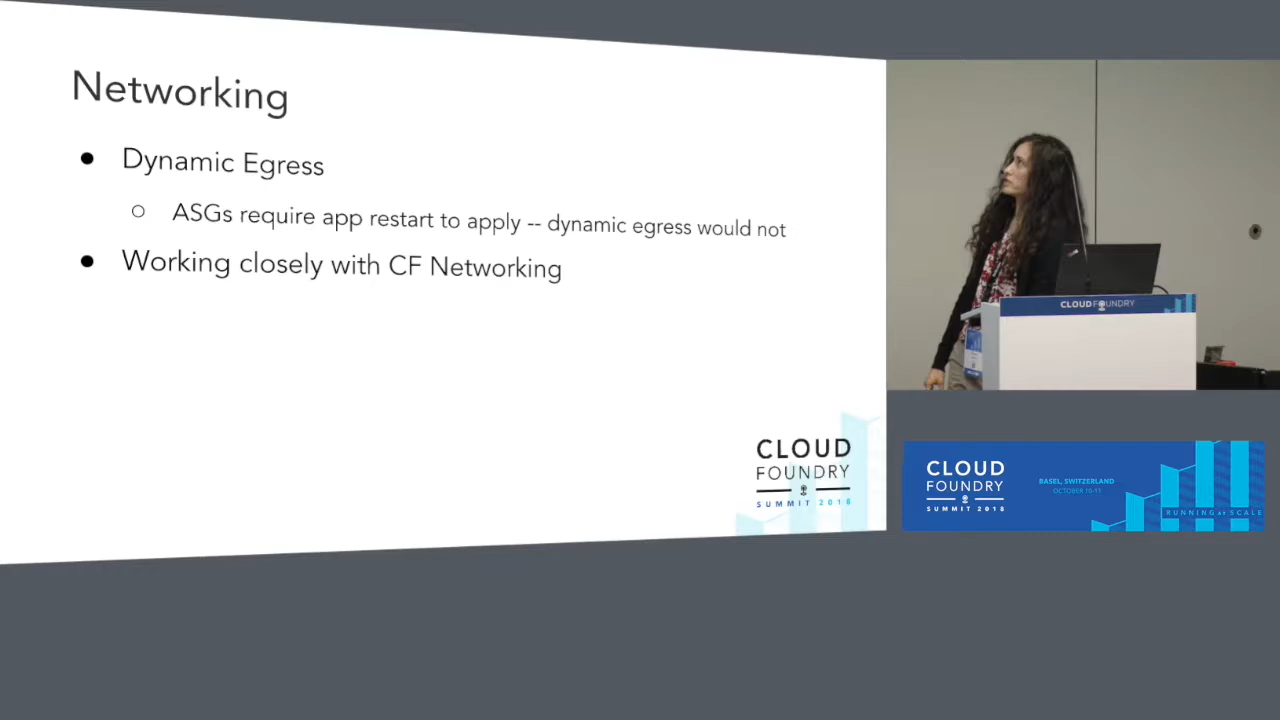 Networking
● Dynamic Egress
○ ASGs require app restart to apply -- dynamic egress would not
● Working closely with CF Networking
CLOUD
FOUNDRY
SUMMIT 2018
CLOUD FOUNDRY
CLOUD
FOUNDRY
SUMMIT 2018
BASEL, SWITZERLAND
OCTOBER 10-11
RUNNING AT SCALE